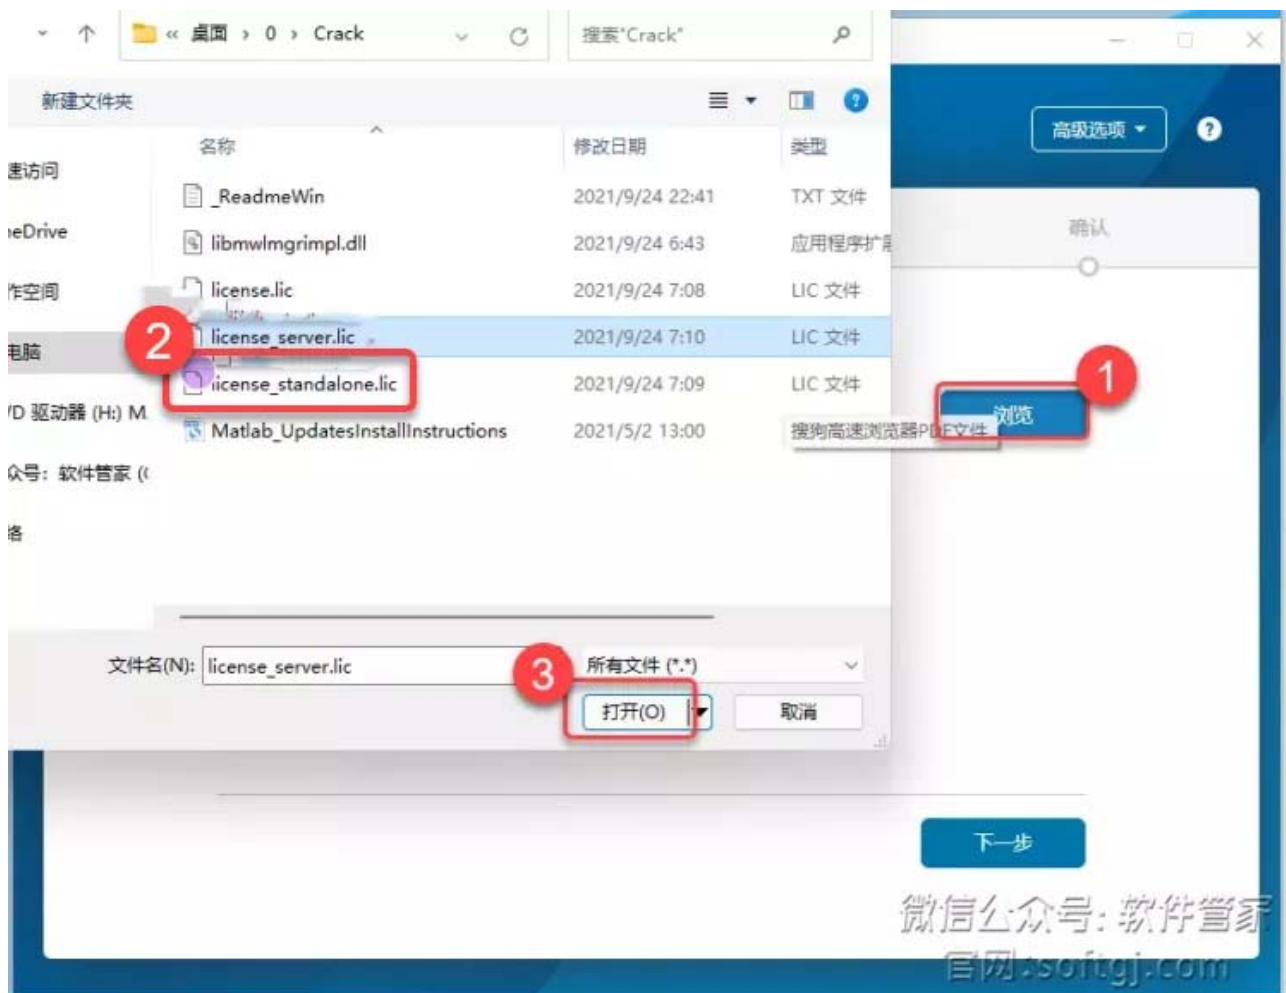 « 桌面 › 0 › Crack
搜索"Crack"
新建文件夹
高级选项
名称 修改日期 类型
速访问
_ReadmeWin 2021/9/24 22:41 TXT 文件
确认
neDrive
libmwlmgrimpl.dll 2021/9/24 6:43 应用程序扩展
作空间
license.lic 2021/9/24 7:08 LIC 文件
2
license_server.lic 2021/9/24 7:10 LIC 文件
电脑
license_standalone.lic 2021/9/24 7:09 LIC 文件
1
VD 驱动器 (H:) M
浏览
Matlab_UpdatesInstallInstructions 2021/5/2 13:00 搜狗高速浏览器PDF文件
众号: 软件管家 (
络
文件名(N): license_server.lic
3
所有文件 (*.*)
打开(O) 取消
下一步
微信公众号: 软件管家
官网:softgj.com